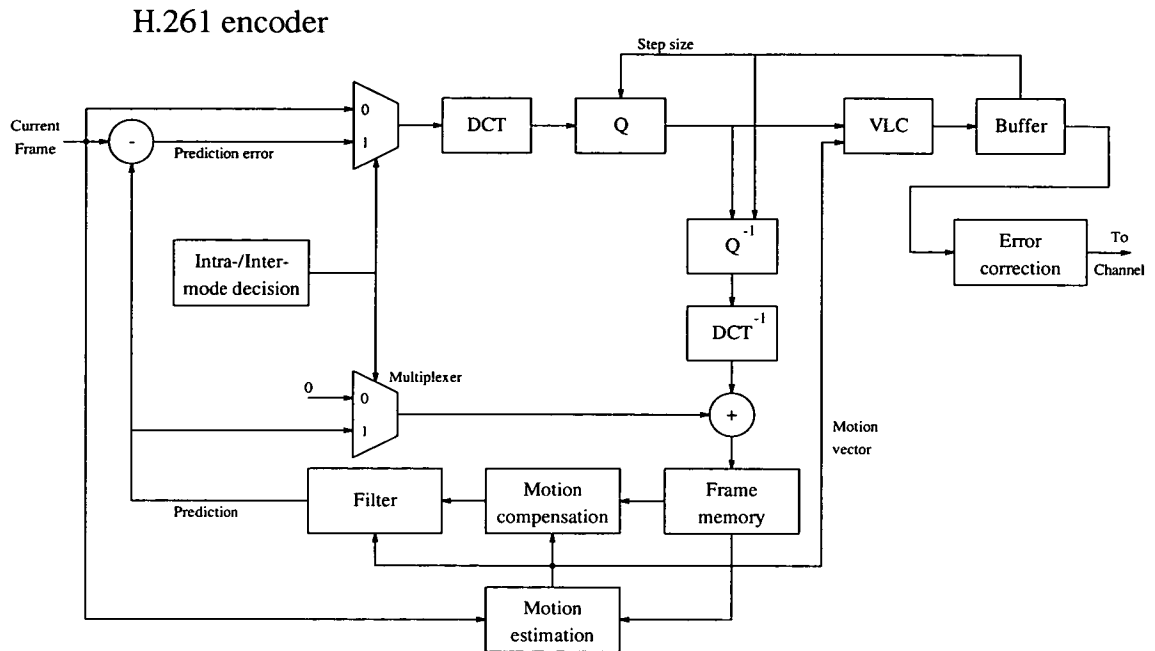 H.261 encoder
Step size
0
Current
Frame
-
Prediction error
1
DCT
Q
VLC
Buffer
Intra-/Inter-
mode decision
Q-1
Error
correction
To
Channel
DCT-1
Multiplexer
0
0
1
+
Motion
vector
Filter
Motion
compensation
Frame
memory
Prediction
Motion
estimation